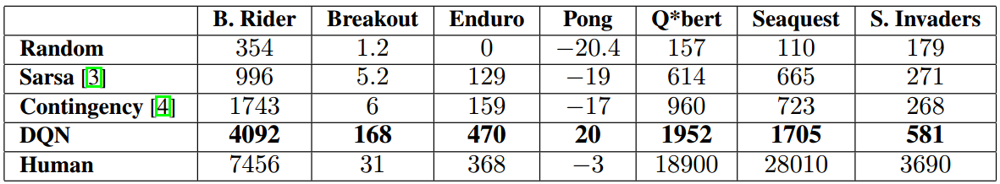 B. Rider Breakout Enduro Pong Q*bert Seaquest S. Invaders
Random 354 1.2 0 −20.4 157 110 179
Sarsa [3] 996 5.2 129 −19 614 665 271
Contingency [4] 1743 6 159 −17 960 723 268
DQN 4092 168 470 20 1952 1705 581
Human 7456 31 368 −3 18900 28010 3690